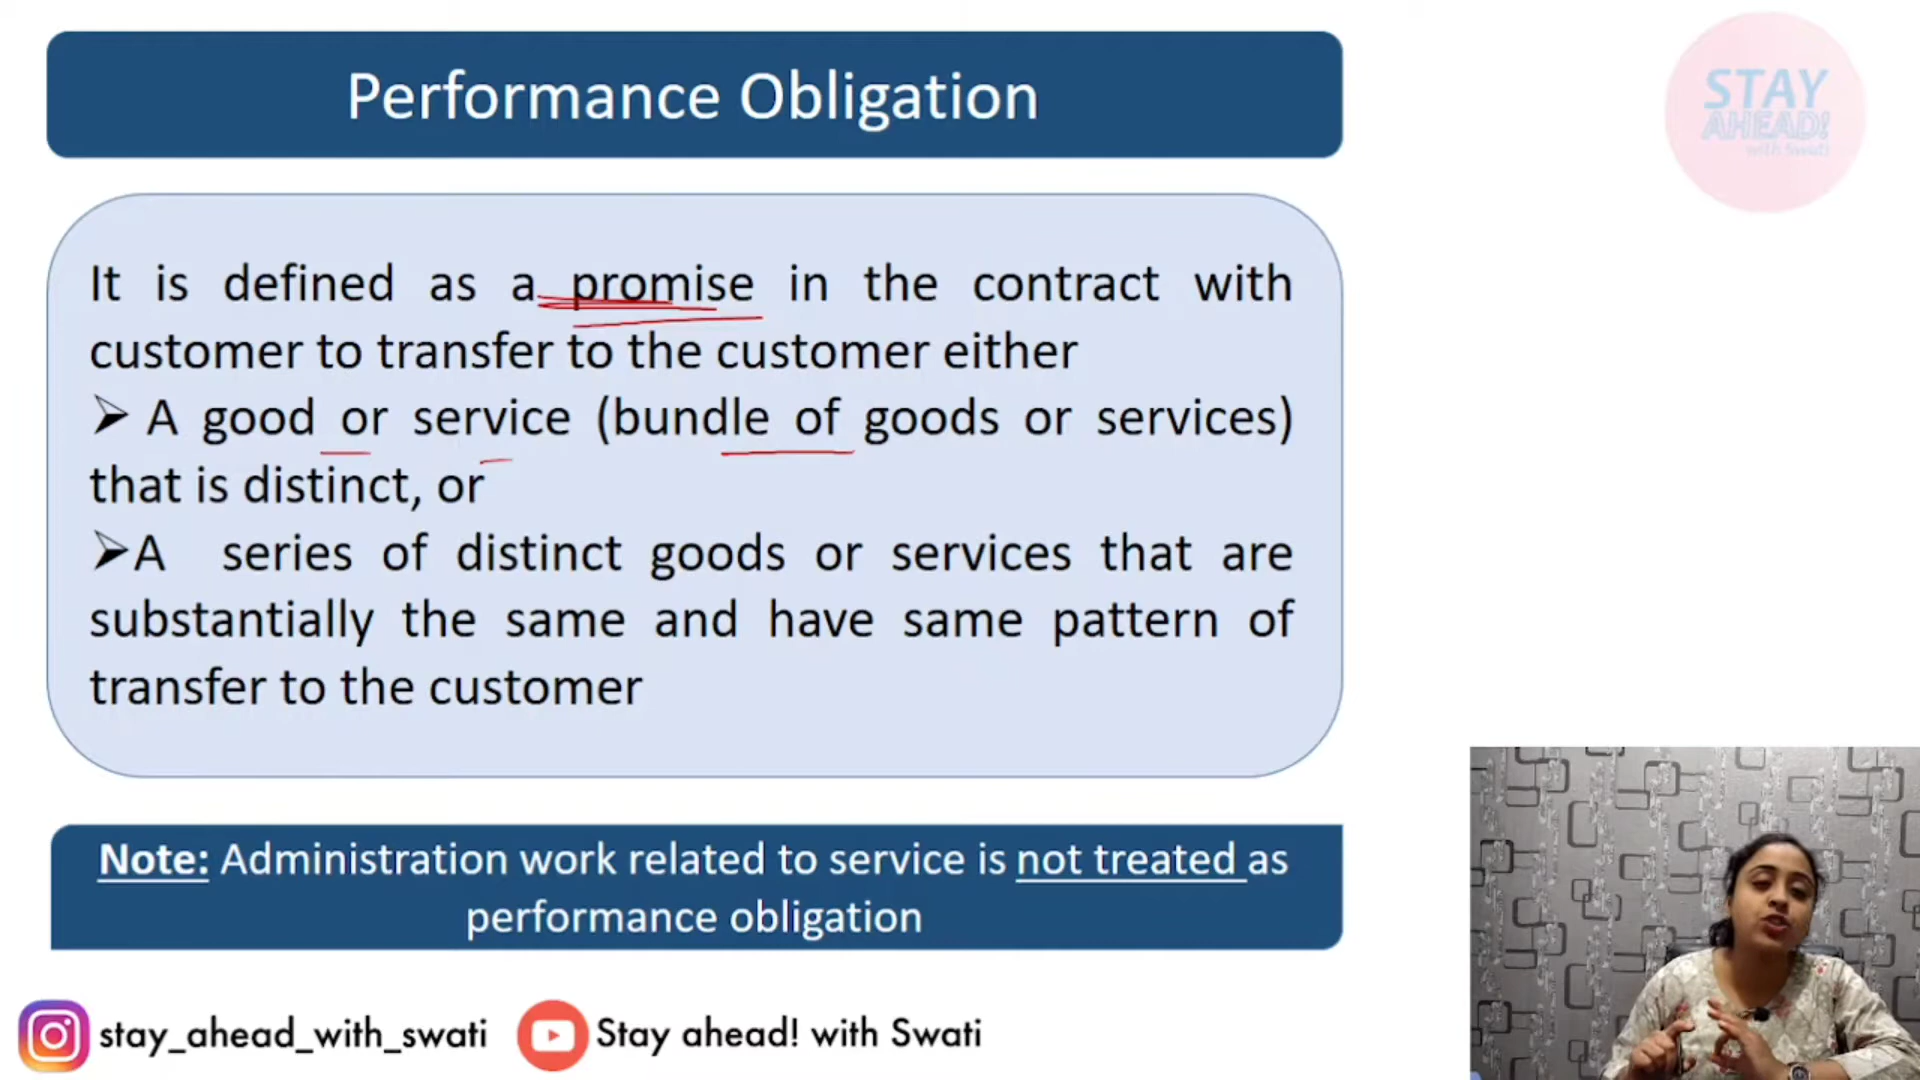 Performance Obligation
STAY
AHEAD!
with Swati
It is defined as a promise in the contract with
customer to transfer to the customer either
➢ A good or service (bundle of goods or services)
that is distinct, or
➢A series of distinct goods or services that are
substantially the same and have same pattern of
transfer to the customer
Note: Administration work related to service is not treated as
performance obligation
stay_ahead_with_swati
Stay ahead! with Swati